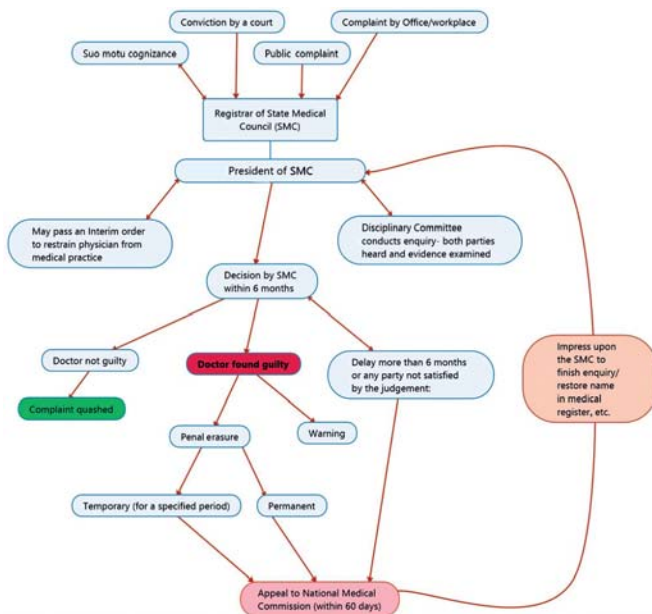 Conviction by a court
Complaint by Office/workplace
Suo motu cognizance
Public complaint
Registrar of State Medical
Council (SMC)
President of SMC
May pass an Interim order
to restrain physician from
medical practice
Disciplinary Committee
conducts enquiry- both parties
heard and evidence examined
Decision by SMC
within 6 months
Doctor not guilty
Doctor found guilty
Delay more than 6 months
or any party not satisfied
by the judgement:
Impress upon
the SMC to
finish enquiry/
restore name
in medical
register, etc.
Complaint quashed
Penal erasure
Warning
Temporary (for a specified period)
Permanent
Appeal to National Medical
Commission (within 60 days)